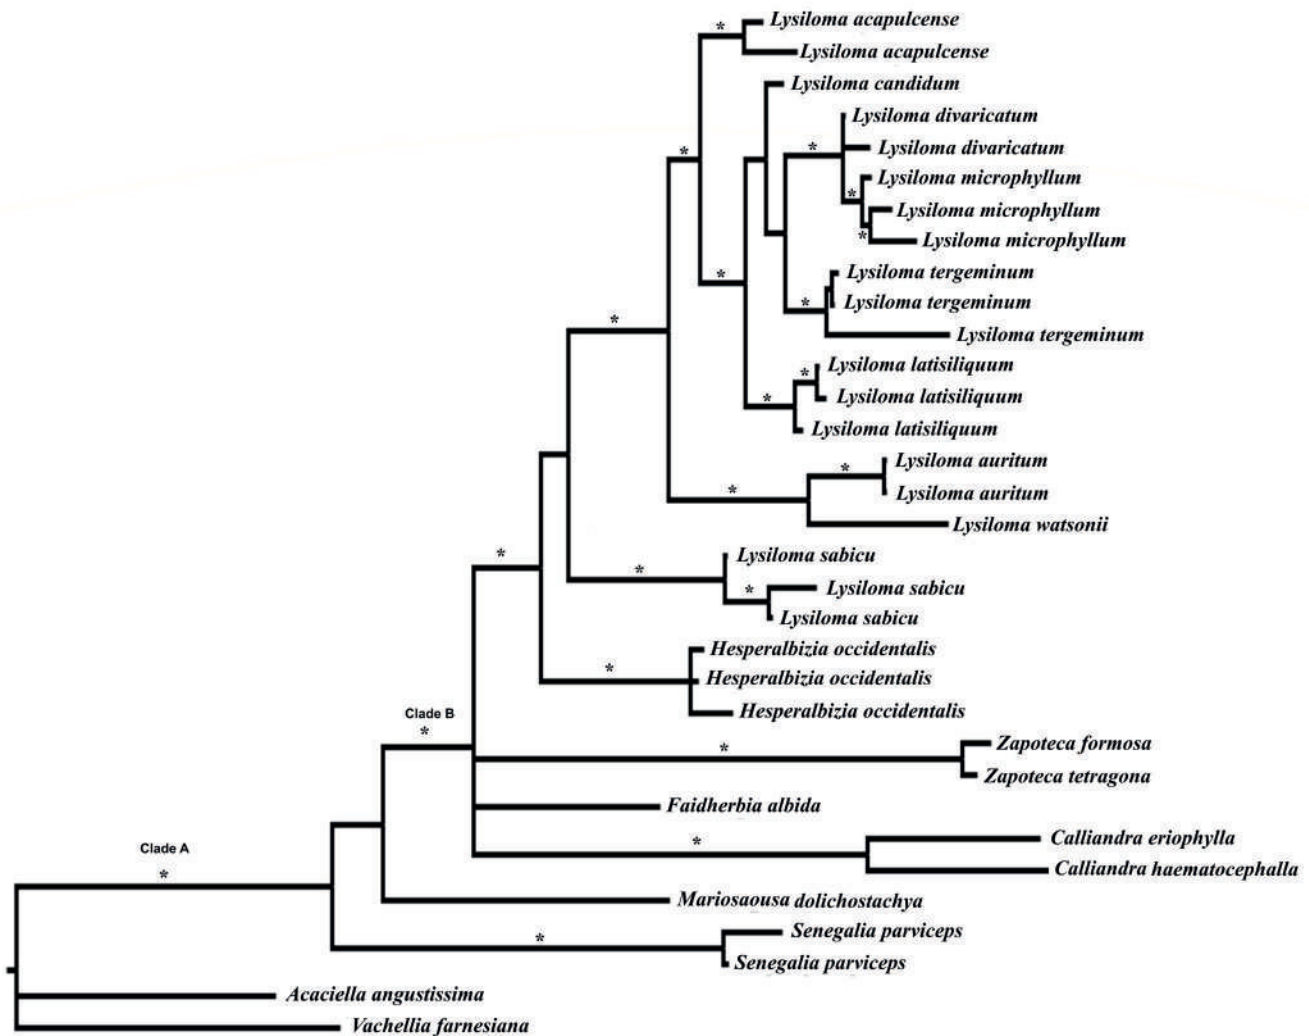 Lysiloma acapulcense
*
Lysiloma acapulcense
Lysiloma candidum
Lysiloma divaricatum
*
Lysiloma divaricatum
*
Lysiloma microphyllum
*
Lysiloma microphyllum
*
Lysiloma microphyllum
*
Lysiloma tergeminum
*
Lysiloma tergeminum
*
Lysiloma tergeminum
Lysiloma latisiliquum
*
Lysiloma latisiliquum
*
Lysiloma latisiliquum
Lysiloma auritum
*
Lysiloma auritum
*
Lysiloma watsonii
*
Lysiloma sabicu
*
Lysiloma sabicu
*
Lysiloma sabicu
Hesperalbizia occidentalis
*
Hesperalbizia occidentalis
Hesperalbizia occidentalis
Clade B
*
Zapoteca formosa
*
Zapoteca tetragona
Faidherbia albida
Calliandra eriophylla
*
Calliandra haematocephalla
Clade A
*
Mariosaousa dolichostachya
Senegalia parviceps
*
Senegalia parviceps
Acaciella angustissima
Vachellia farnesiana